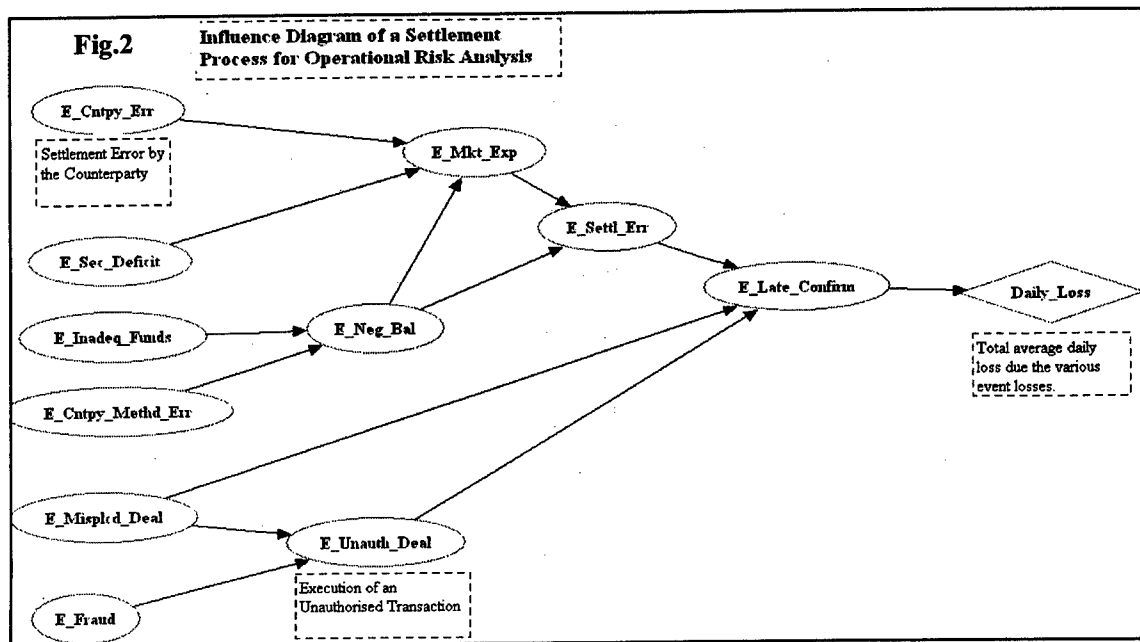 Fig.2
Influence Diagram of a Settlement
Process for Operational Risk Analysis
E_Cntpy_Err
Settlement Error by
the Counterparty
E_Mkt_Exp
E_Settl_Err
E_Sec_Deficit
E_Late_Confirm
Daily_Loss
E_Inadeq_Funds
E_Neg_Bal
Total average daily
loss due the various
event losses.
E_Cntpy_Methd_Err
E_Misplcd_Deal
E_Unauth_Deal
Execution of an
Unauthorised Transaction
E_Fraud